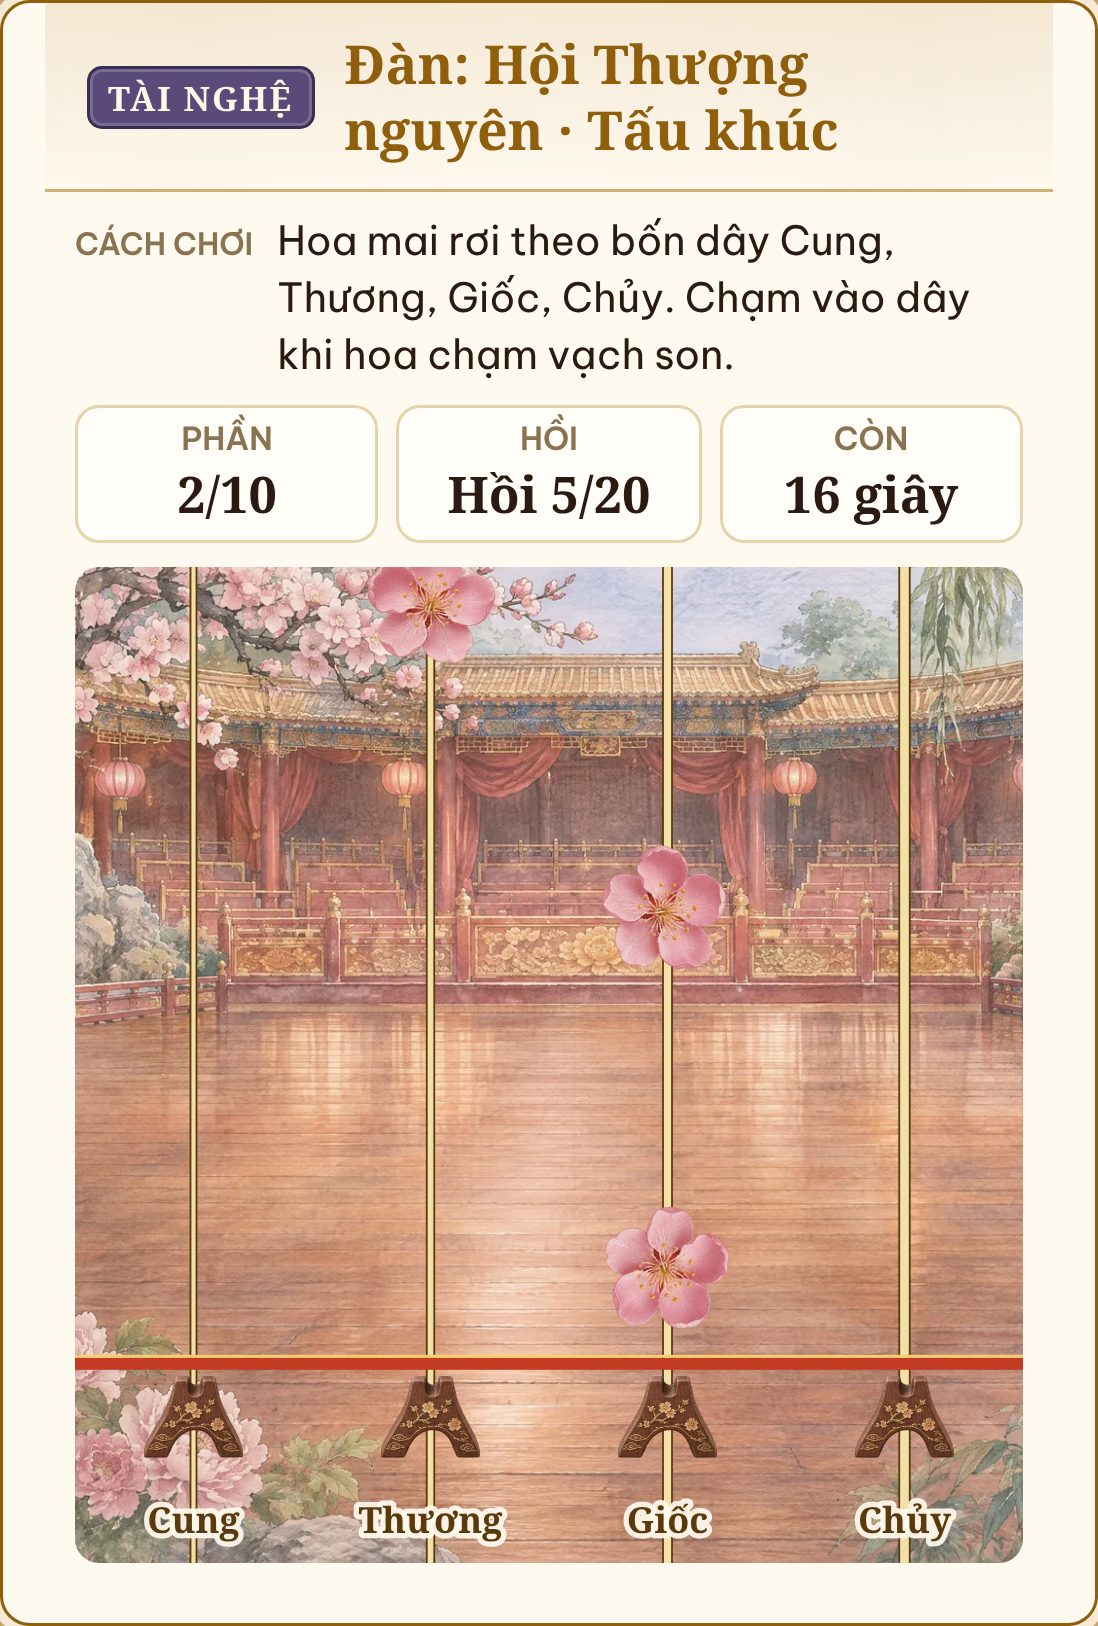 TÀI NGHỆ
Đàn: Hội Thượng
nguyên · Tấu khúc
CÁCH CHƠI
Hoa mai rơi theo bốn dây Cung,
Thương, Giốc, Chủy. Chạm vào dây
khi hoa chạm vạch son.
PHẦN
2/10
HỒI
Hồi 5/20
CÒN
16 giây
Cung
Thương
Giốc
Chủy